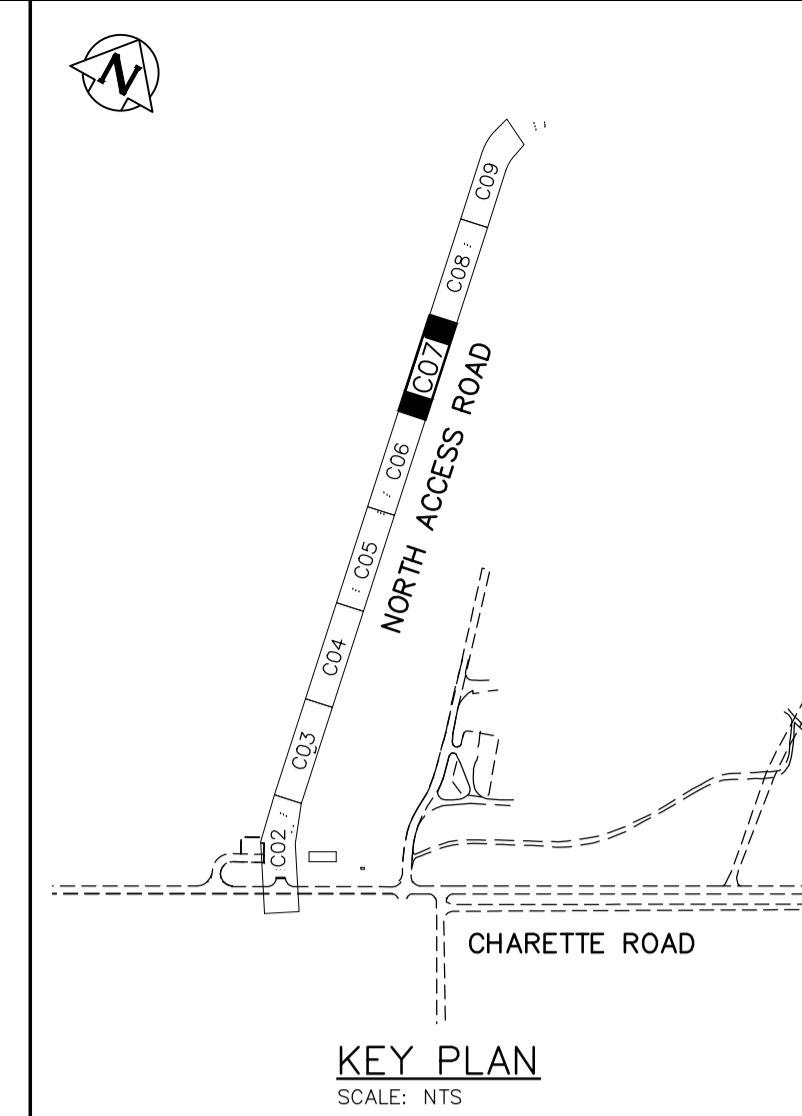 N
C09
C08
C07
NORTH ACCESS ROAD
C06
C05
C04
C03
C02
CHARETTE ROAD
KEY PLAN
SCALE: NTS